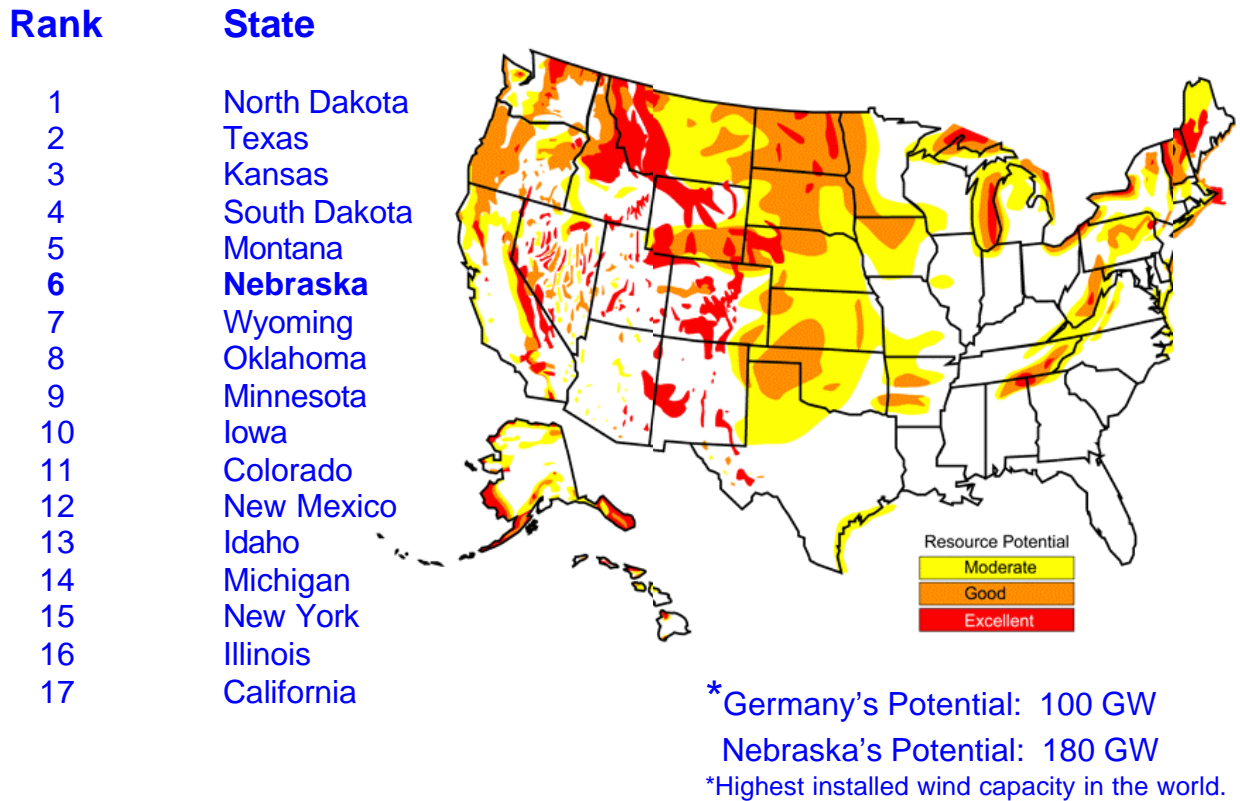 Rank State
1 North Dakota
2 Texas
3 Kansas
4 South Dakota
5 Montana
6 Nebraska
7 Wyoming
8 Oklahoma
9 Minnesota
10 Iowa
11 Colorado
12 New Mexico
13 Idaho
14 Michigan
15 New York
16 Illinois
17 California
Resource Potential
Moderate
Good
Excellent
*Germany’s Potential: 100 GW
Nebraska’s Potential: 180 GW
*Highest installed wind capacity in the world.